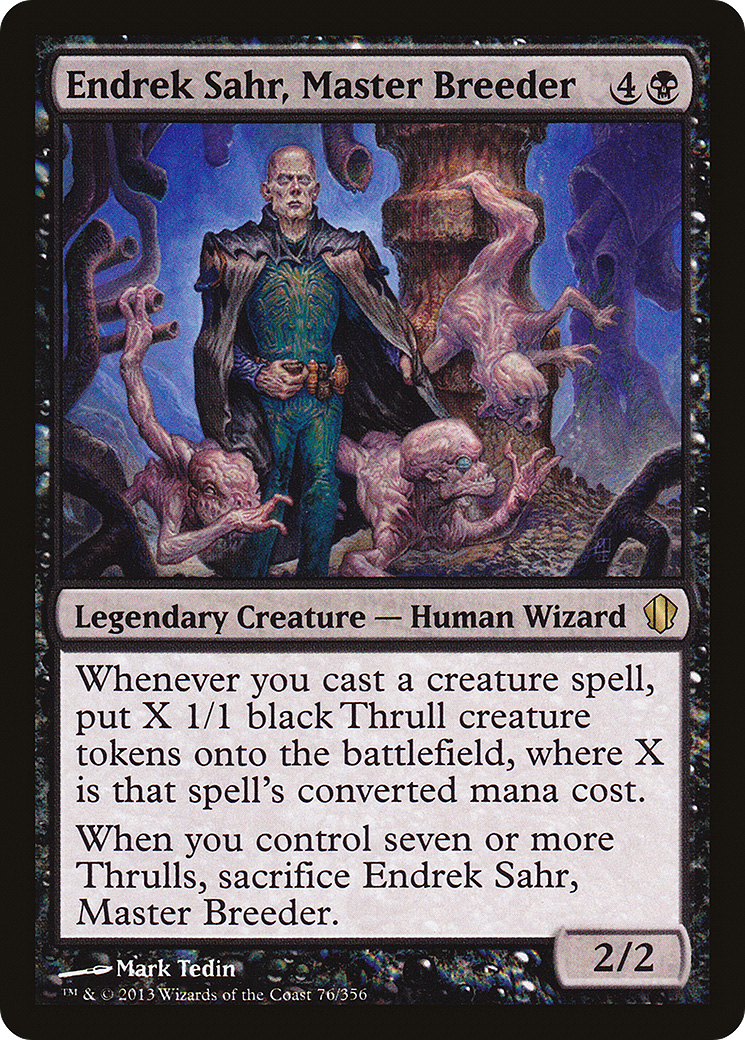 Endrek Sahr, Master Breeder 4
Legendary Creature — Human Wizard
Whenever you cast a creature spell,
put X 1/1 black Thrull creature
tokens onto the battlefield, where X
is that spell's converted mana cost.
When you control seven or more
Thrulls, sacrifice Endrek Sahr,
Master Breeder.
2/2
Mark Tedin
™ & © 2013 Wizards of the Coast 76/356